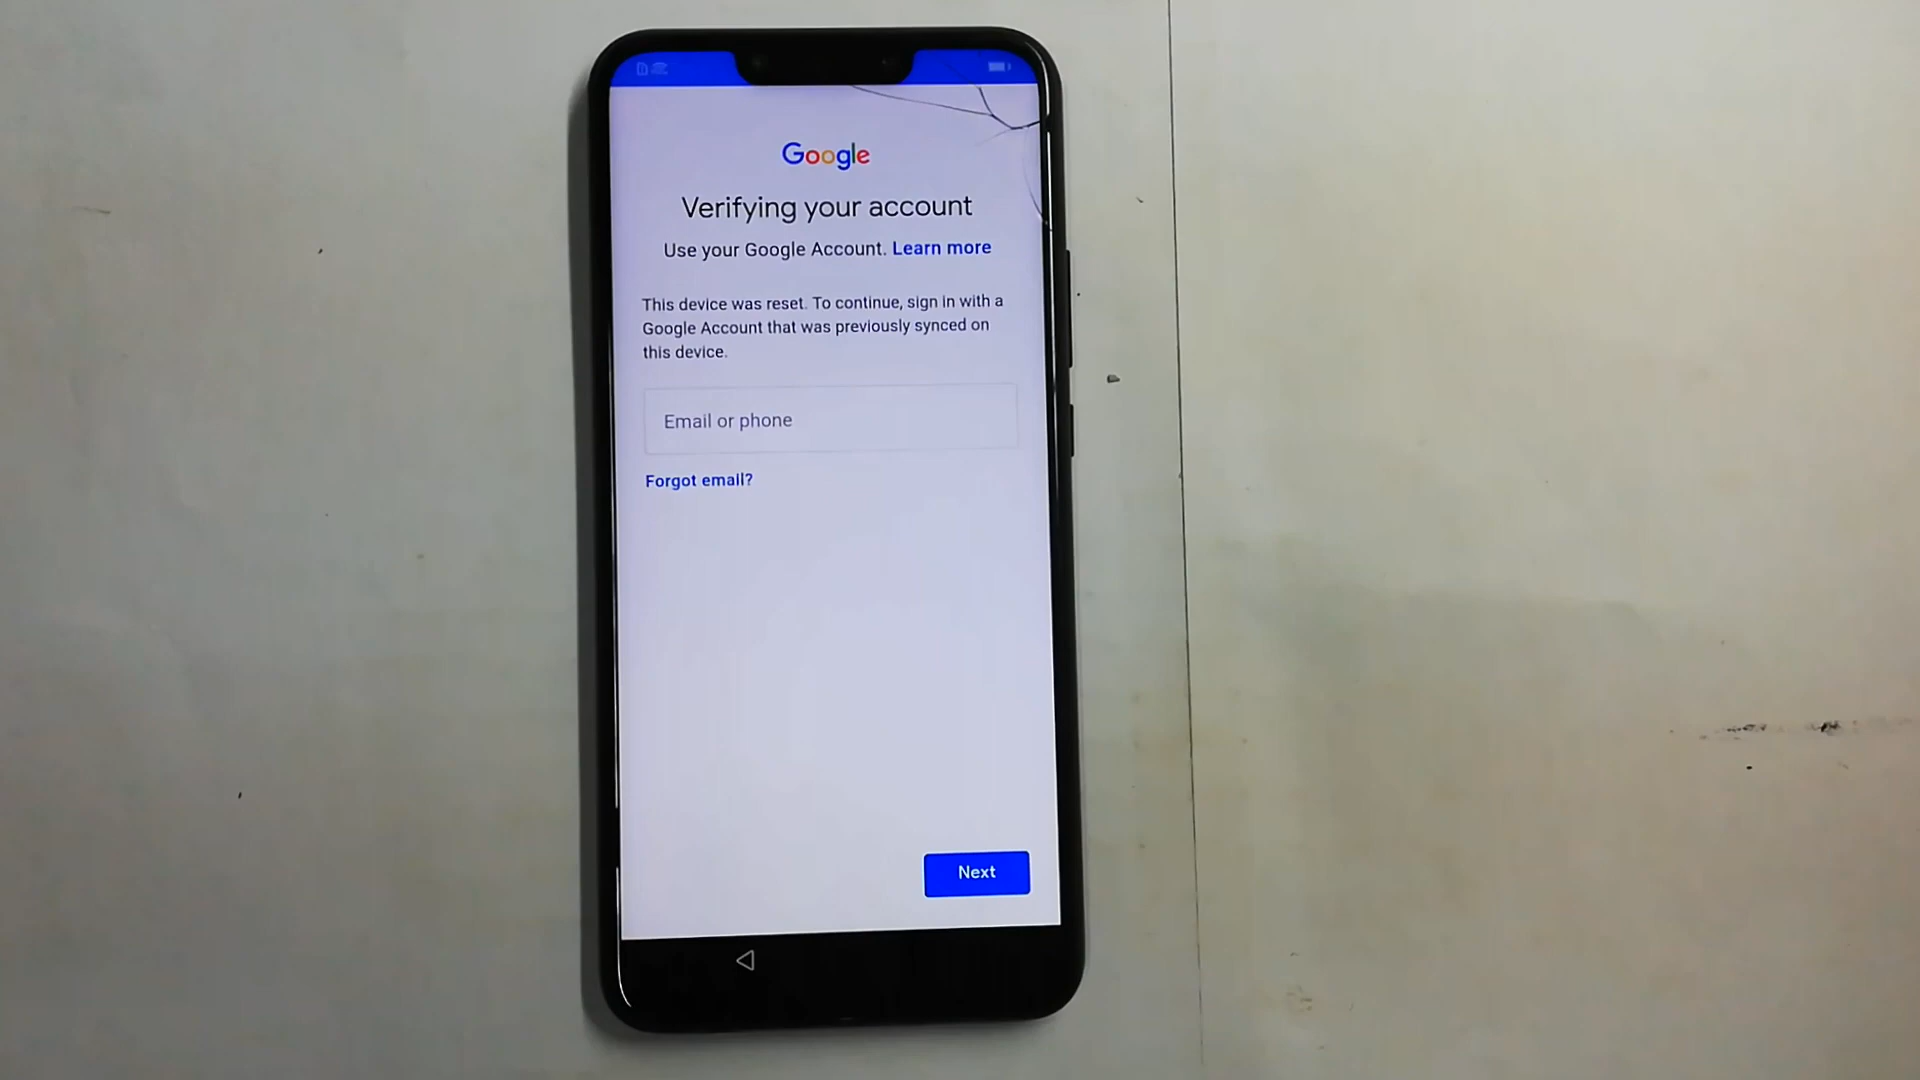 Google
Verifying your account
Use your Google Account. Learn more
This device was reset. To continue, sign in with a
Google Account that was previously synced on
this device.
Email or phone
Forgot email?
Next